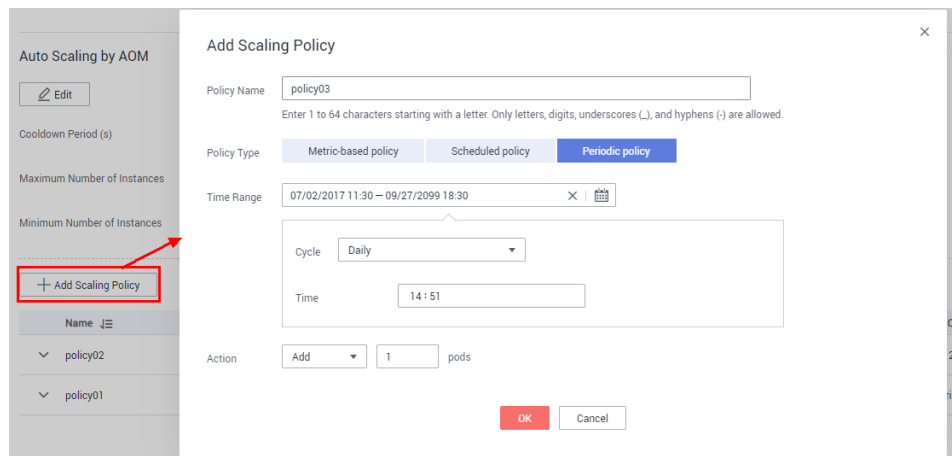 Add Scaling Policy
Auto Scaling by AOM
Policy Name policy03
Edit
Enter 1 to 64 characters starting with a letter. Only letters, digits, underscores (_), and hyphens (-) are allowed.
Cooldown Period (s)
Policy Type Metric-based policy Scheduled policy Periodic policy
Maximum Number of Instances
Time Range 07/02/2017 11:30 — 09/27/2099 18:30
Minimum Number of Instances
Cycle Daily
Add Scaling Policy
Time 14 : 51
Name
policy02
Action Add 1 pods
policy01
OK Cancel